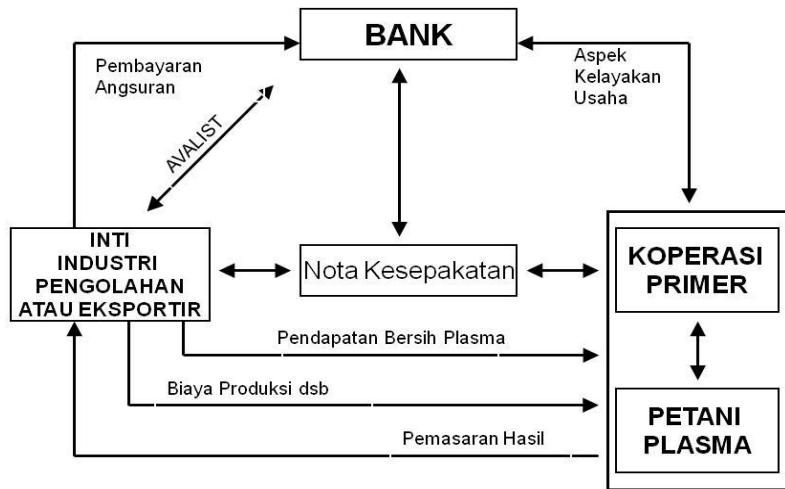 BANK
Pembayaran
Angsuran
Aspek
Kelayakan
Usaha
AVALIST
INTI
INDUSTRI
PENGOLAHAN
ATAU EKSPORTIR
Nota Kesepakatan
KOPERASI
PRIMER
Pendapatan Bersih Plasma
Biaya Produksi dsb
PETANI
PLASMA
Pemasaran Hasil